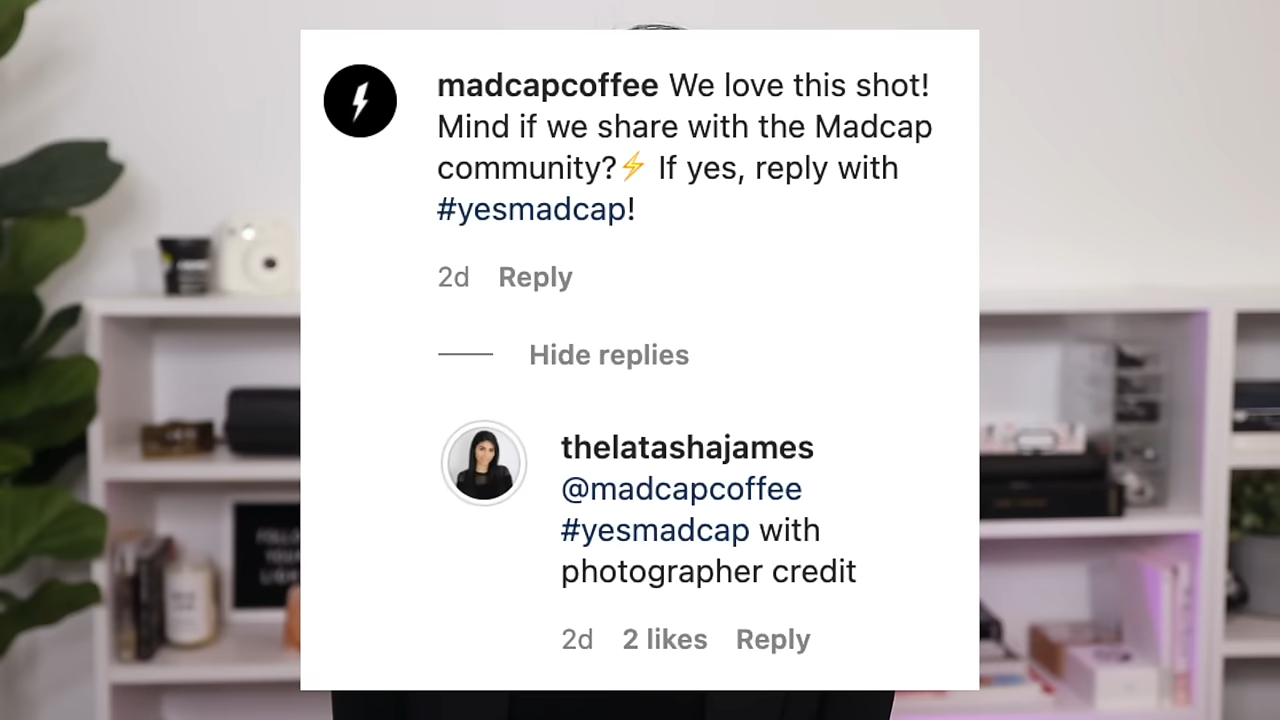 madcapcoffee We love this shot!
Mind if we share with the Madcap
community?⚡ If yes, reply with
#yesmadcap!
2d Reply
Hide replies
thelatashajames
@madcapcoffee
#yesmadcap with
photographer credit
2d 2 likes Reply